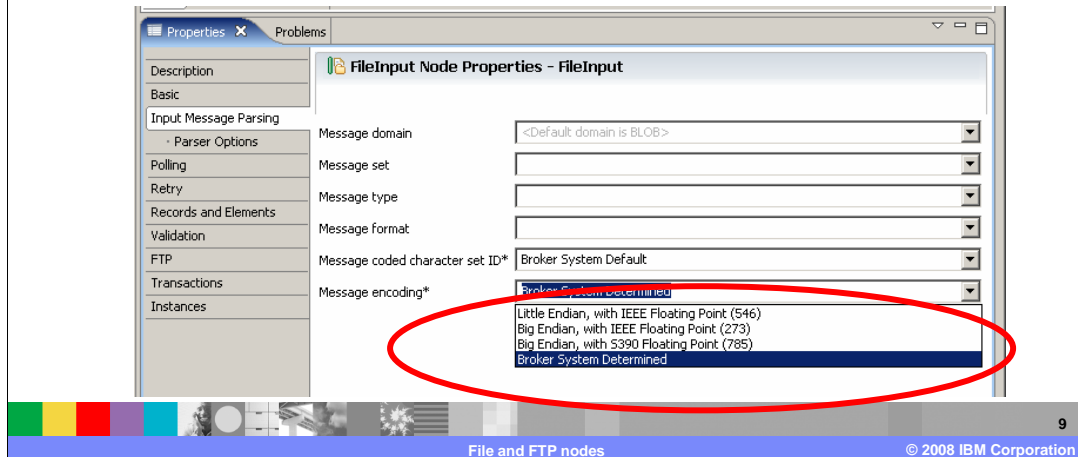 Properties Problems
FileInput Node Properties - FileInput
Description
Basic
Input Message Parsing
· Parser Options
Polling
Retry
Records and Elements
Validation
FTP
Transactions
Instances
Message domain <Default domain is BLOB>
Message set
Message type
Message format
Message coded character set ID* Broker System Default
Message encoding* Broker System Determined
Little Endian, with IEEE Floating Point (546)
Big Endian, with IEEE Floating Point (273)
Big Endian, with S390 Floating Point (785)
Broker System Determined
9
File and FTP nodes © 2008 IBM Corporation